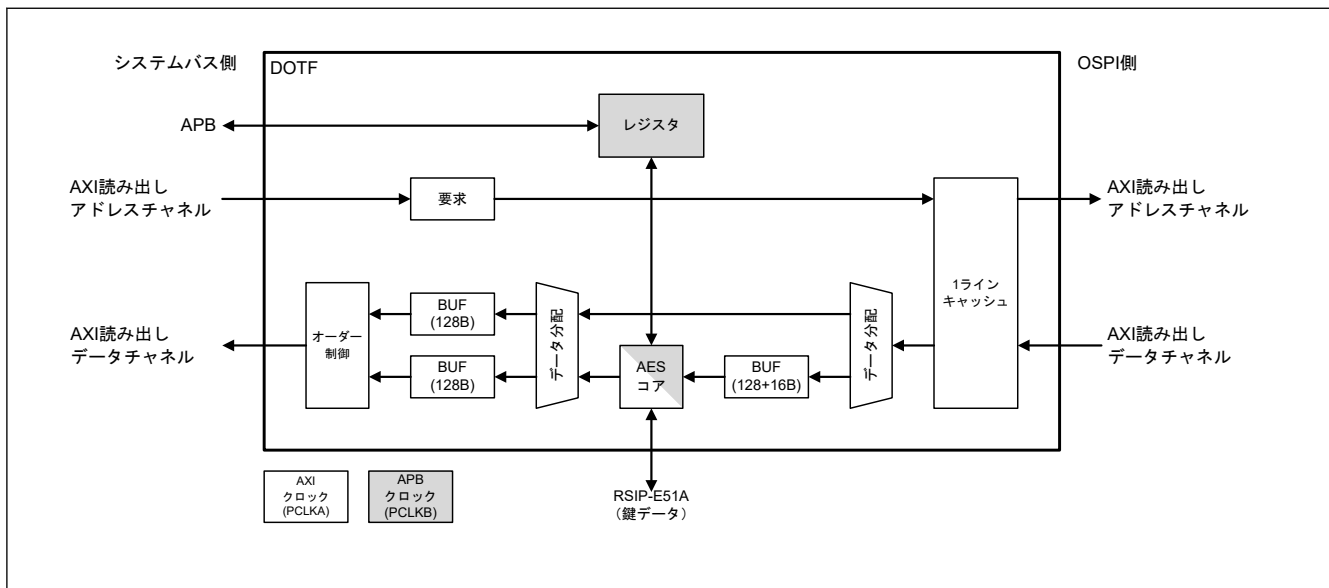 システムバス側
DOTF
OSPI側
APB
レジスタ
AXI読み出し
アドレスチャネル
要求
AXI読み出し
アドレスチャネル
1ライン
キャッシュ
BUF
(128B)
データ分配
データ分配
オーダー
制御
AXI読み出し
データチャネル
BUF
(128B)
AES
コア
BUF
(128+16B)
AXI読み出し
データチャネル
AXI
クロック
(PCLKA)
APB
クロック
(PCLKB)
RSIP-E51A
（鍵データ）